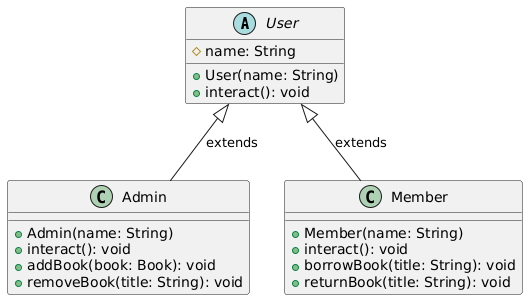 A User
name: String
User(name: String)
interact(): void
extends
extends
C Admin
Admin(name: String)
interact(): void
addBook(book: Book): void
removeBook(title: String): void
C Member
Member(name: String)
interact(): void
borrowBook(title: String): void
returnBook(title: String): void